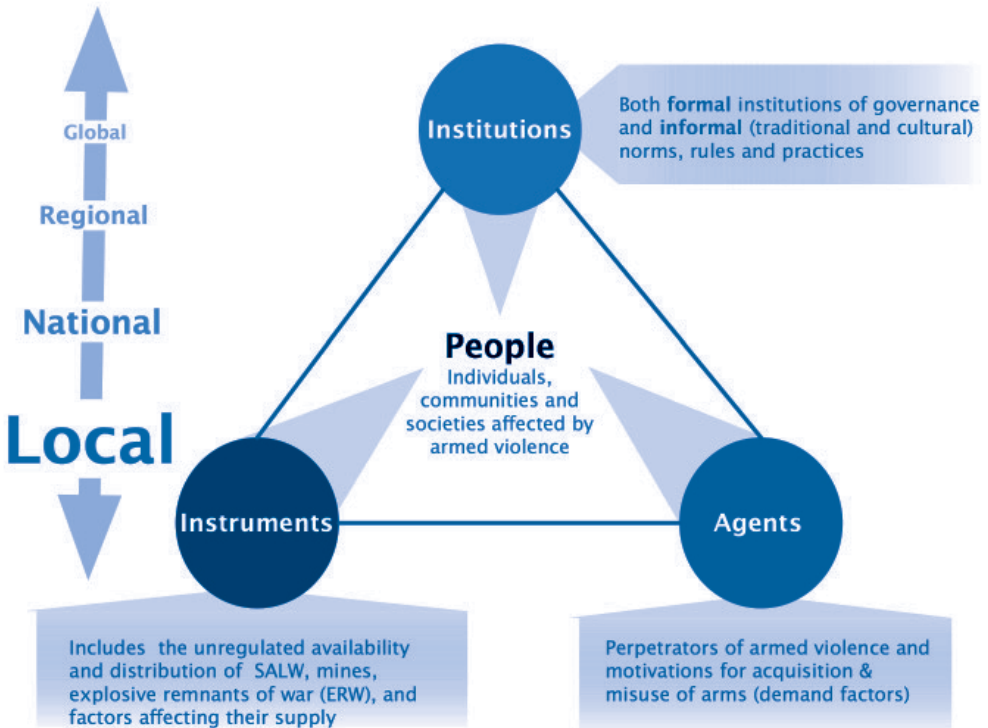 Global
Regional
National
Local
Institutions
Both formal institutions of governance
and informal (traditional and cultural)
norms, rules and practices
People
Individuals,
communities and
societies affected by
armed violence
Instruments
Agents
Includes the unregulated availability
and distribution of SALW, mines,
explosive remnants of war (ERW), and
factors affecting their supply
Perpetrators of armed violence and
motivations for acquisition &
misuse of arms (demand factors)